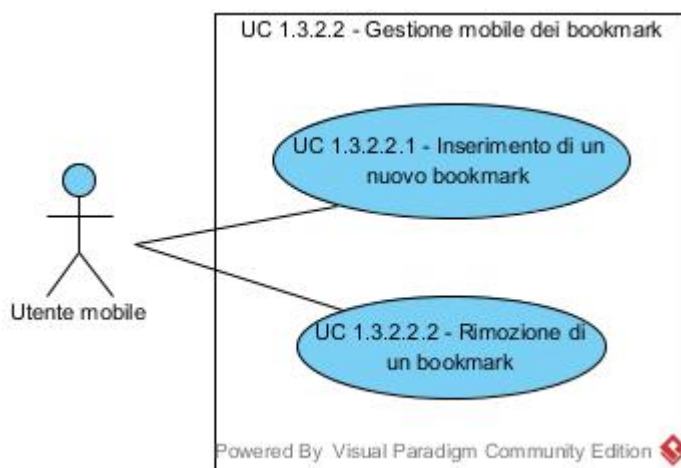 UC 1.3.2.2 - Gestione mobile dei bookmark
UC 1.3.2.2.1 - Inserimento di un
nuovo bookmark
Utente mobile
UC 1.3.2.2.2 - Rimozione di
un bookmark
Powered By Visual Paradigm Community Edition